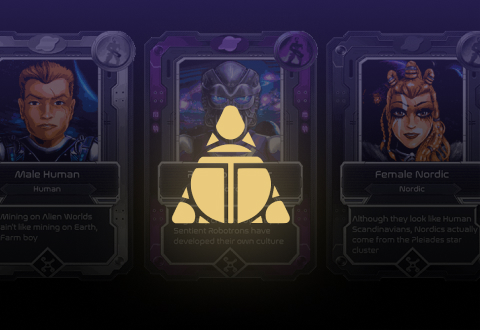 Male Human
Human
Mining on Alien Worlds
ain't like mining on Earth,
Farm boy
Sentient Robotrons have
developed their own culture
Female Nordic
Nordic
Although they look like Human
Scandinavians, Nordics actually
come from the Pleiades star
cluster